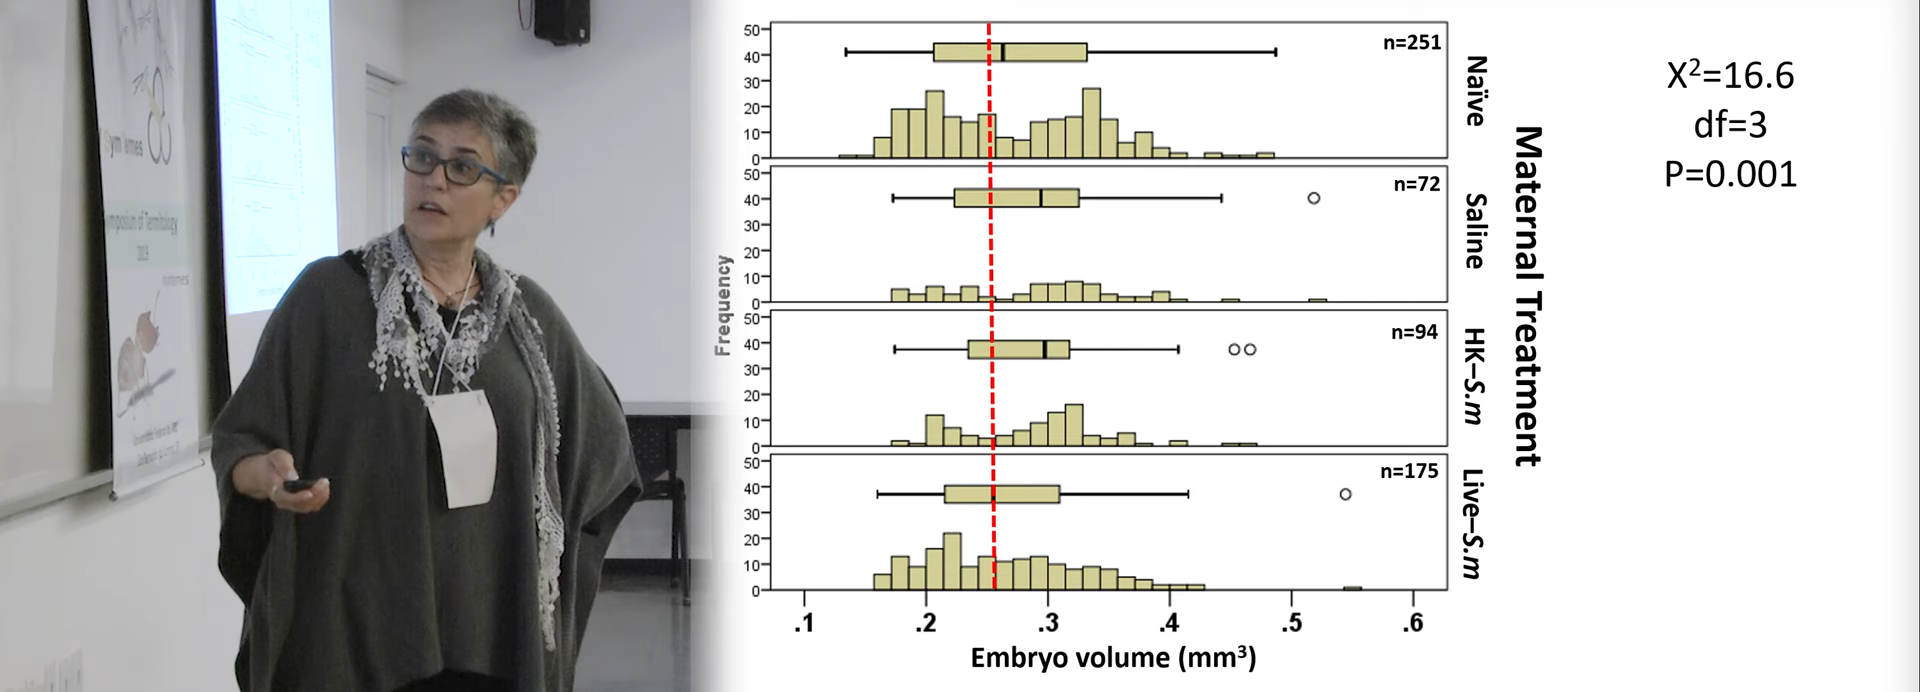 mposium of Termitology
2019
Frequency
50
40
30
20
10
0
n=251
Naïve
50
40
30
20
10
0
n=72
Saline
50
40
30
20
10
0
n=94
HK–S.m
50
40
30
20
10
0
n=175
Live–S.m
Maternal Treatment
.1 .2 .3 .4 .5 .6
Embryo volume (mm³)
X²=16.6
df=3
P=0.001